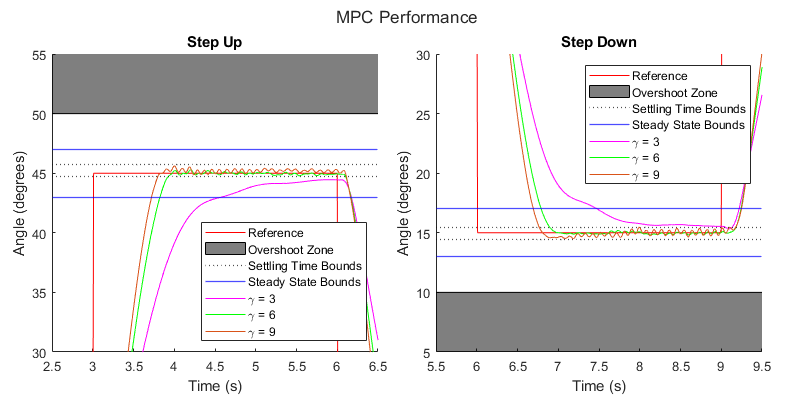 MPC Performance
Step Up
Angle (degrees)
55
50
45
40
35
30
2.5 3 3.5 4 4.5 5 5.5 6 6.5
Time (s)
Reference
Overshoot Zone
Settling Time Bounds
Steady State Bounds
γ = 3
γ = 6
γ = 9
Step Down
Angle (degrees)
30
25
20
15
10
5
5.5 6 6.5 7 7.5 8 8.5 9 9.5
Time (s)
Reference
Overshoot Zone
Settling Time Bounds
Steady State Bounds
γ = 3
γ = 6
γ = 9